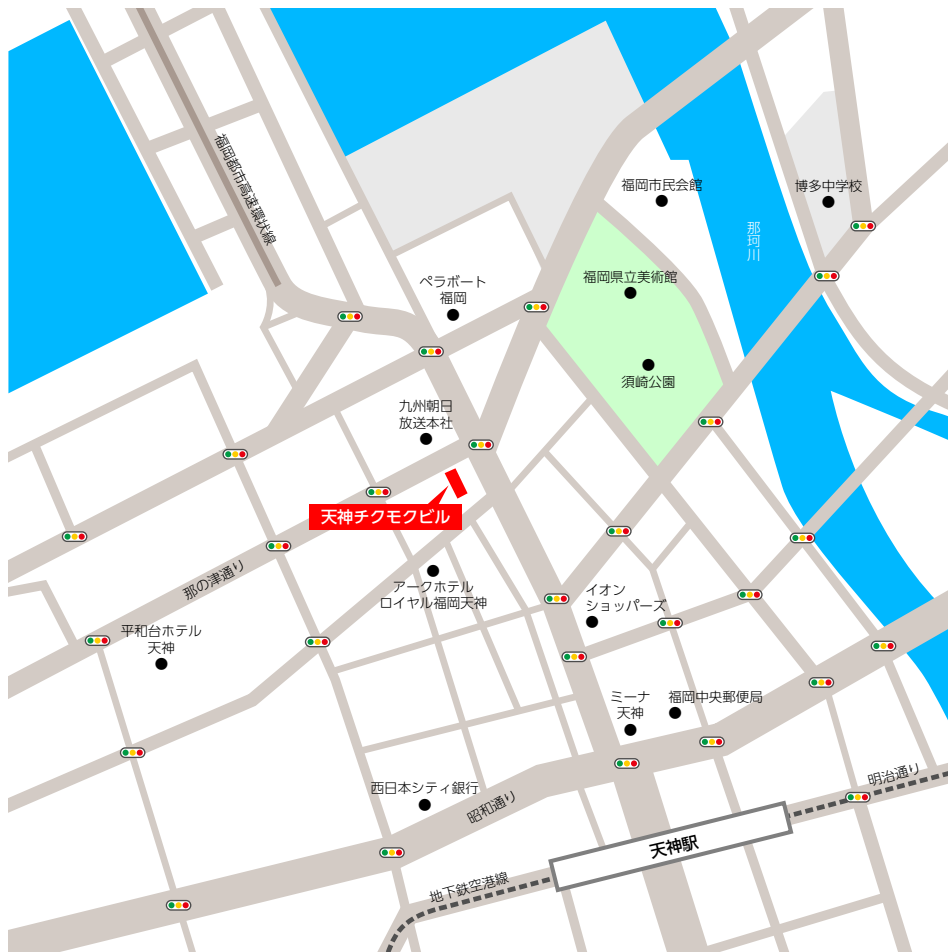 福岡都市高速環状線
福岡市民会館
博多中学校
那珂川
福岡県立美術館
ペラボート
福岡
須崎公園
九州朝日
放送本社
天神チクモクビル
那の津通り
アークホテル
ロイヤル福岡天神
イオン
ショッパーズ
平和台ホテル
天神
ミーナ
天神
福岡中央郵便局
西日本シティ銀行
昭和通り
明治通り
天神駅
地下鉄空港線